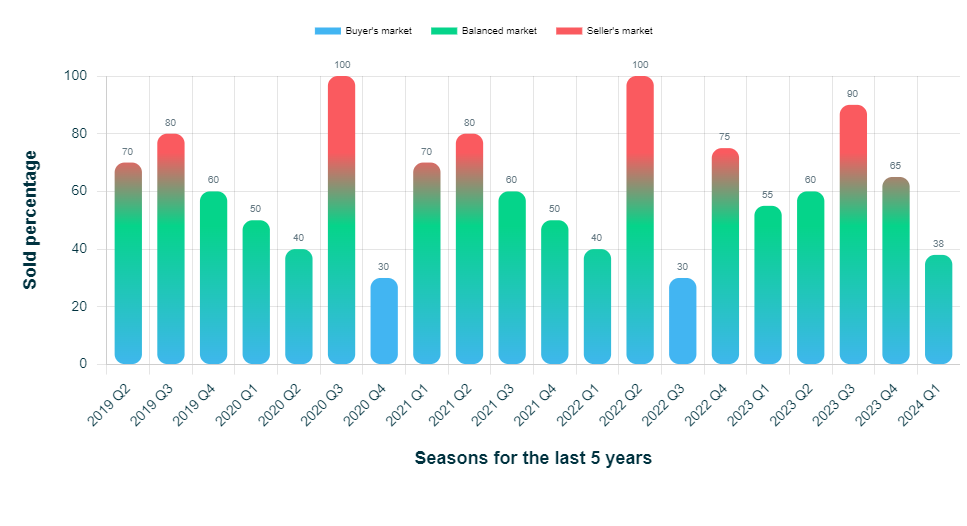 Buyer's market Balanced market Seller's market
Sold percentage
100
80
60
40
20
0
70 80 60 50 40 100 30 70 80 60 50 40 100 30 75 55 60 90 65 38
2019 Q2 2019 Q3 2019 Q4 2020 Q1 2020 Q2 2020 Q3 2020 Q4 2021 Q1 2021 Q2 2021 Q3 2021 Q4 2022 Q1 2022 Q2 2022 Q3 2022 Q4 2023 Q1 2023 Q2 2023 Q3 2023 Q4 2024 Q1
Seasons for the last 5 years